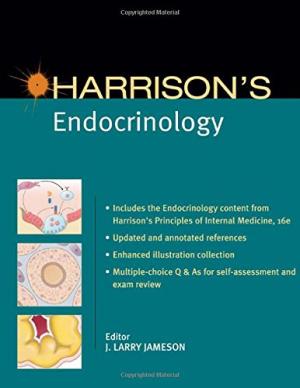 HARRISON'S
Endocrinology
• Includes the Endocrinology content from
Harrison's Principles of Internal Medicine, 16e
• Updated and annotated references
• Enhanced illustration collection
• Multiple-choice Q & As for self-assessment and
exam review
Editor
J. LARRY JAMESON